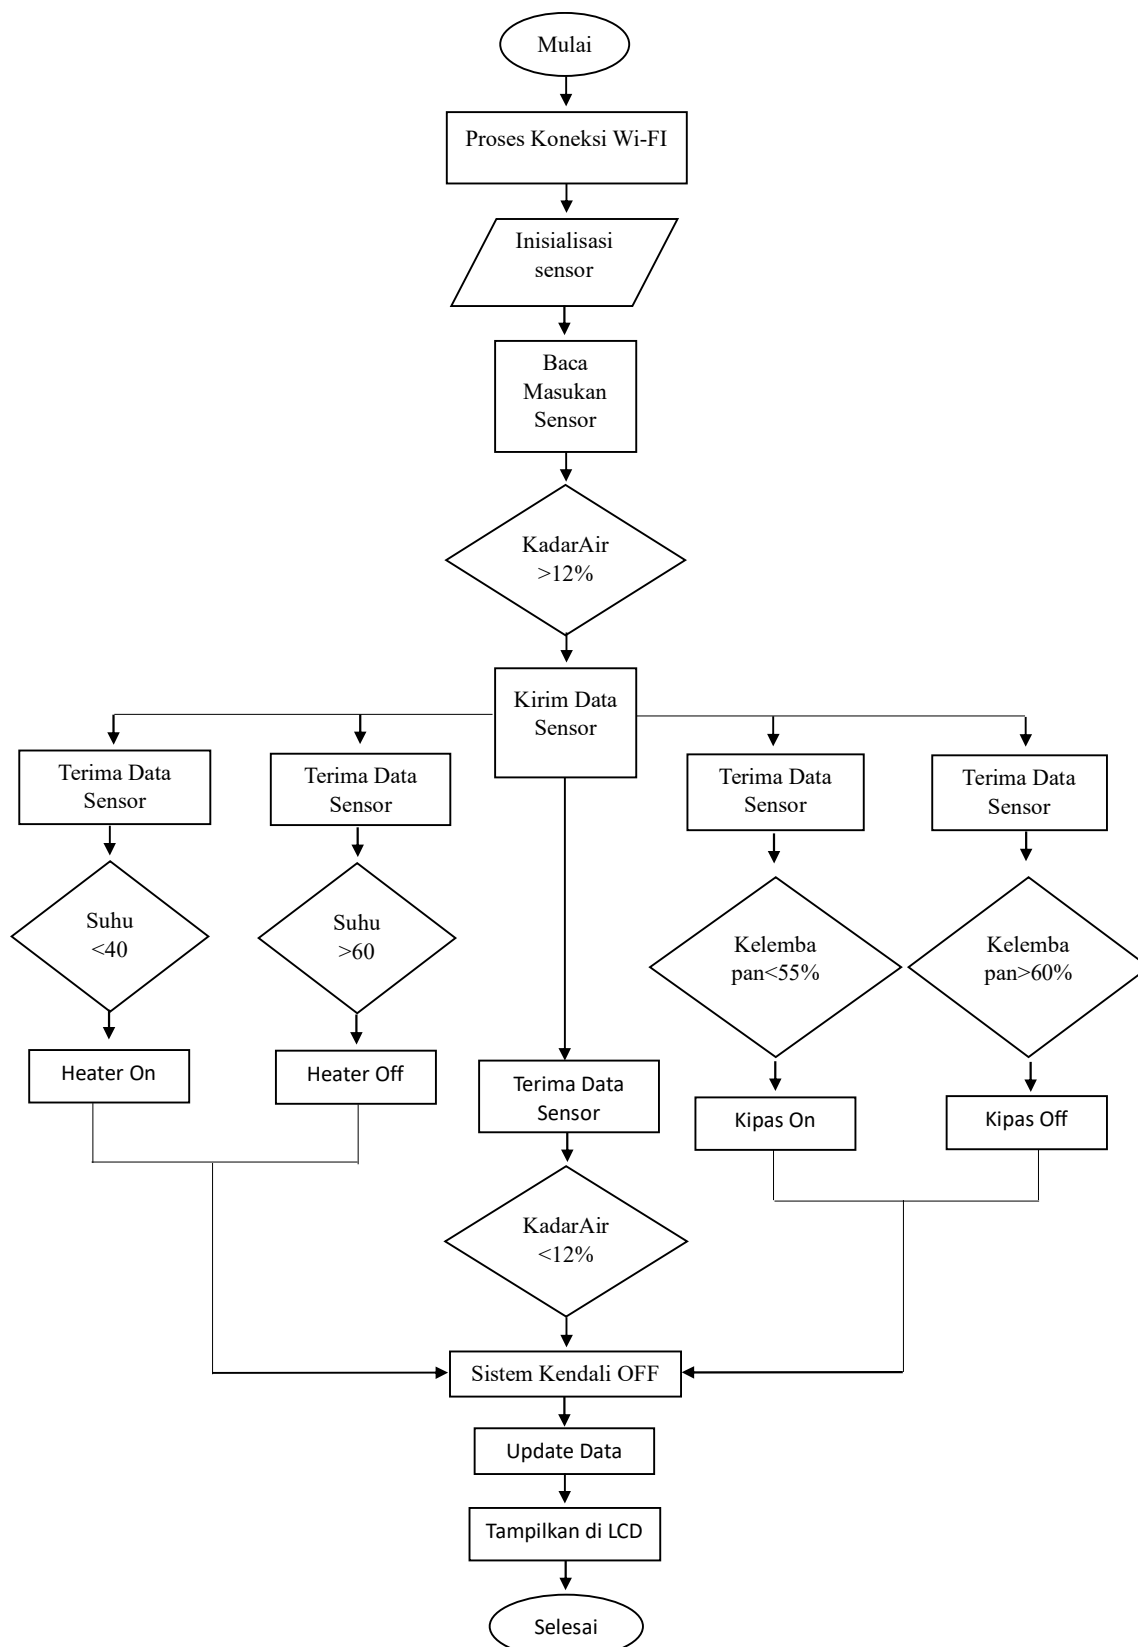 Mulai
Proses Koneksi Wi-FI
Inisialisasi
sensor
Baca
Masukan
Sensor
KadarAir
>12%
Kirim Data
Sensor
Terima Data
Sensor
Terima Data
Sensor
Terima Data
Sensor
Terima Data
Sensor
Suhu
<40
Suhu
>60
Kelemba
pan<55%
Kelemba
pan>60%
Heater On
Heater Off
Terima Data
Sensor
Kipas On
Kipas Off
KadarAir
<12%
Sistem Kendali OFF
Update Data
Tampilkan di LCD
Selesai